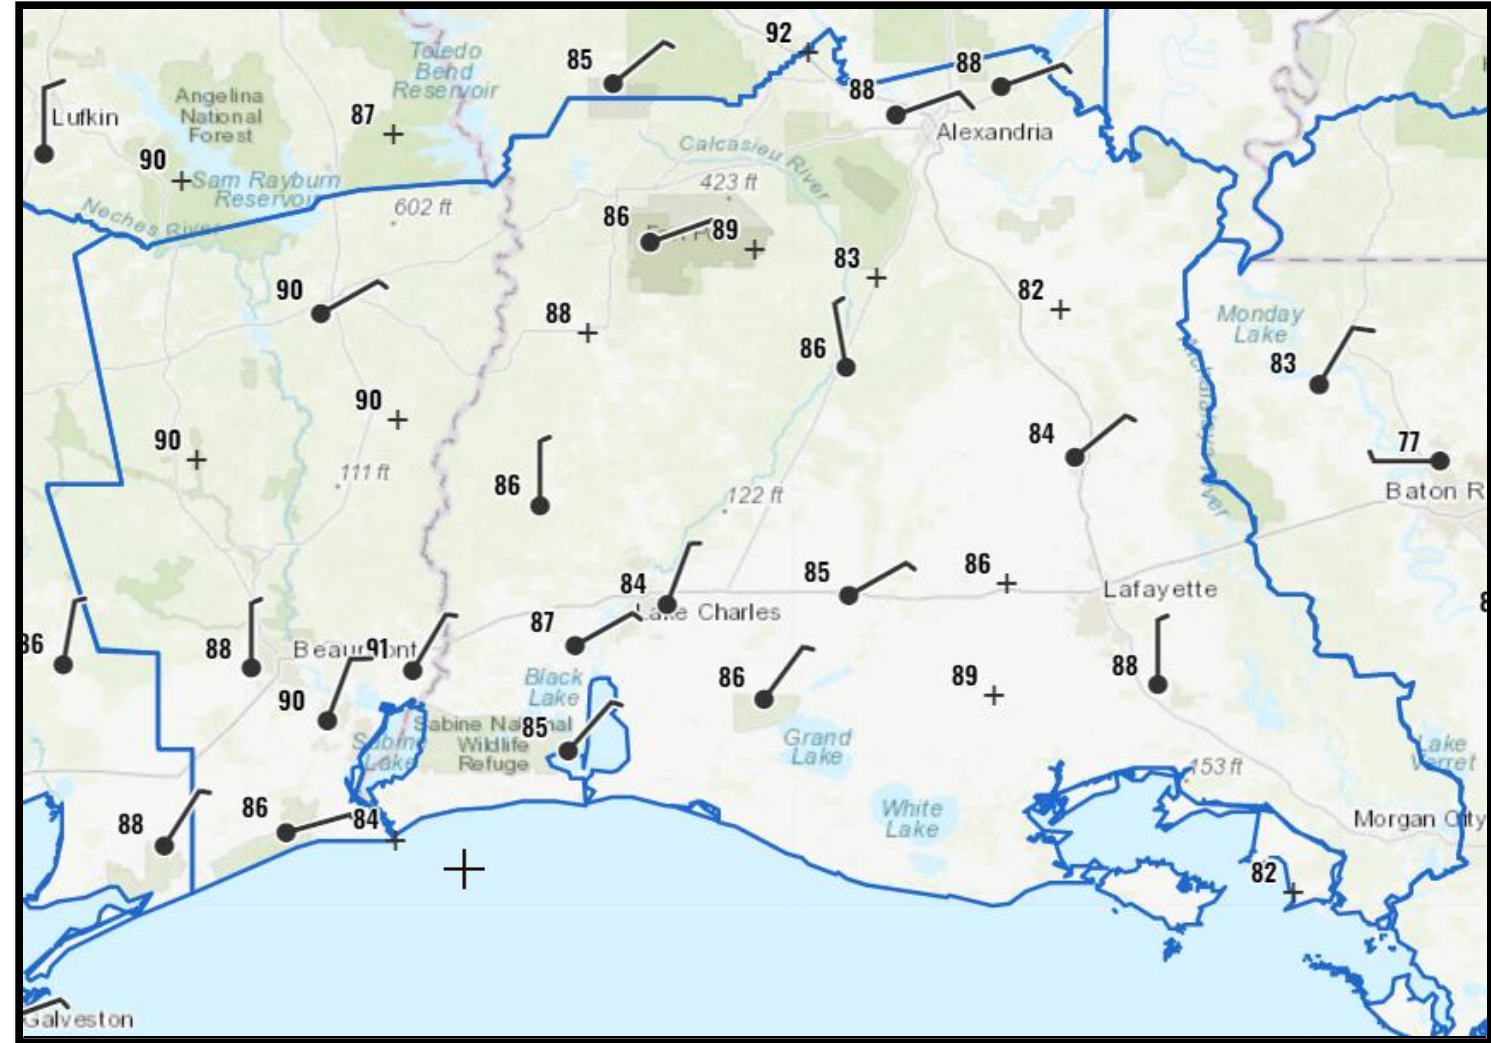 92
Toledo
Bend
Reservoir
85
88
88
Lufkin
Angelina
National
Forest
87
Alexandria
90
Calcasieu River
Sam Rayburn
Reservoir
423 ft
602 ft
Neches River
86
89
83
90
82
88
Monday
Lake
86
83
90
84
90
77
111 ft
86
Baton R
122 ft
84
85
86
Lafayette
Lake Charles
87
86
88
Beaumont
91
88
86
89
Black
Lake
90
85
Sabine National
Wildlife
Refuge
Sabine
Lake
Grand
Lake
Lake
Verret
153 ft
88
86
84
White
Lake
Morgan City
82
Galveston